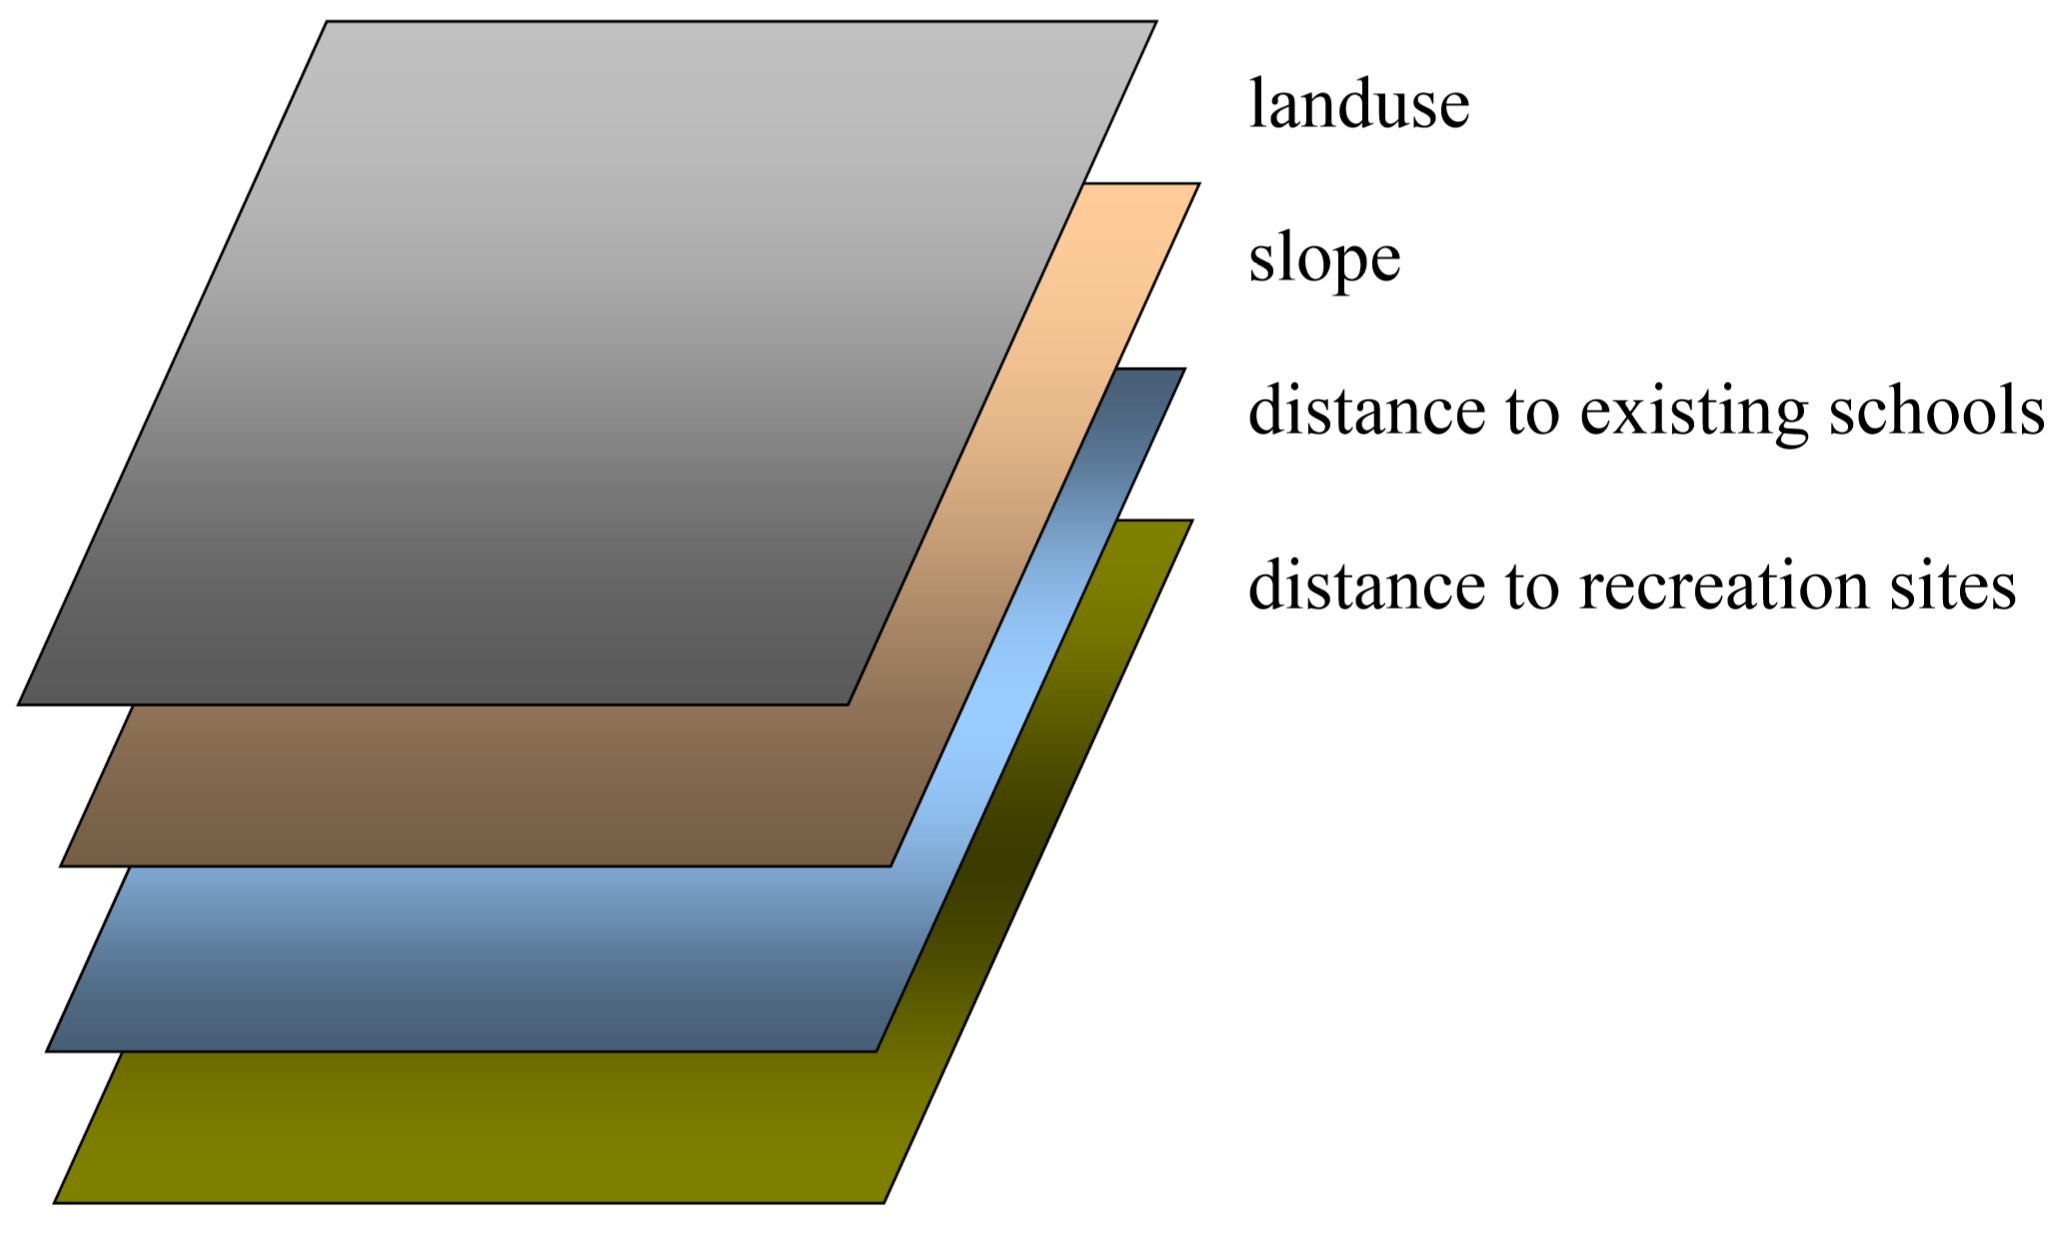 landuse
slope
distance to existing schools
distance to recreation sites